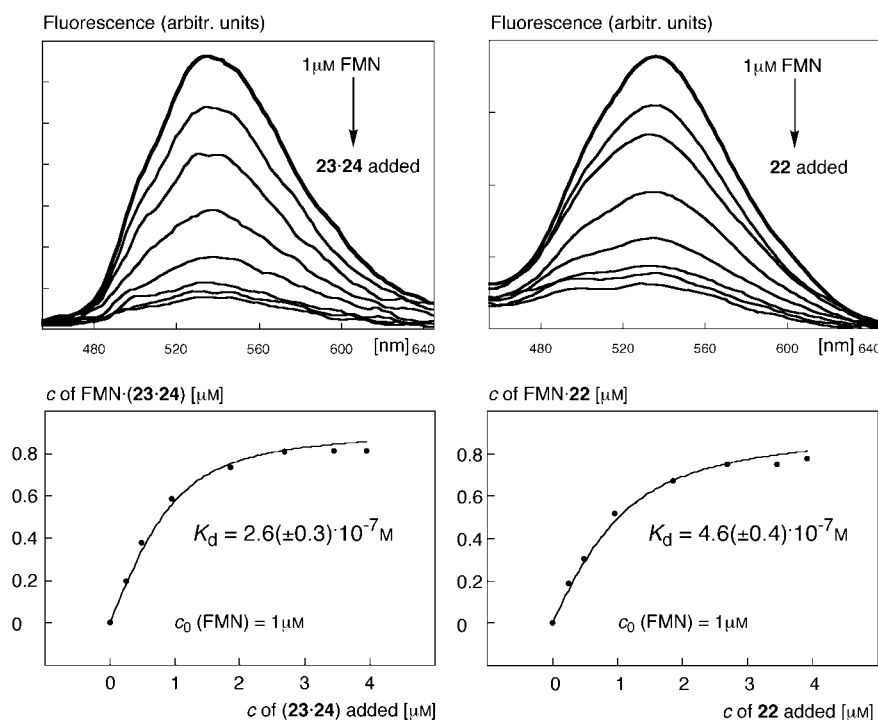 Fluorescence (arbitr. units)
1μM FMN
23·24 added
480 520 560 600 [nm] 640
Fluorescence (arbitr. units)
1μM FMN
22 added
480 520 560 600 [nm] 640
c of FMN·(23·24) [μM]
0.8
0.6
0.4
0.2
0
Kd = 2.6(±0.3)·10-7M
c0 (FMN) = 1μM
0 1 2 3 4
c of (23·24) added [μM]
c of FMN·22 [μM]
0.8
0.6
0.4
0.2
0
Kd = 4.6(±0.4)·10-7M
c0 (FMN) = 1μM
0 1 2 3 4
c of 22 added [μM]